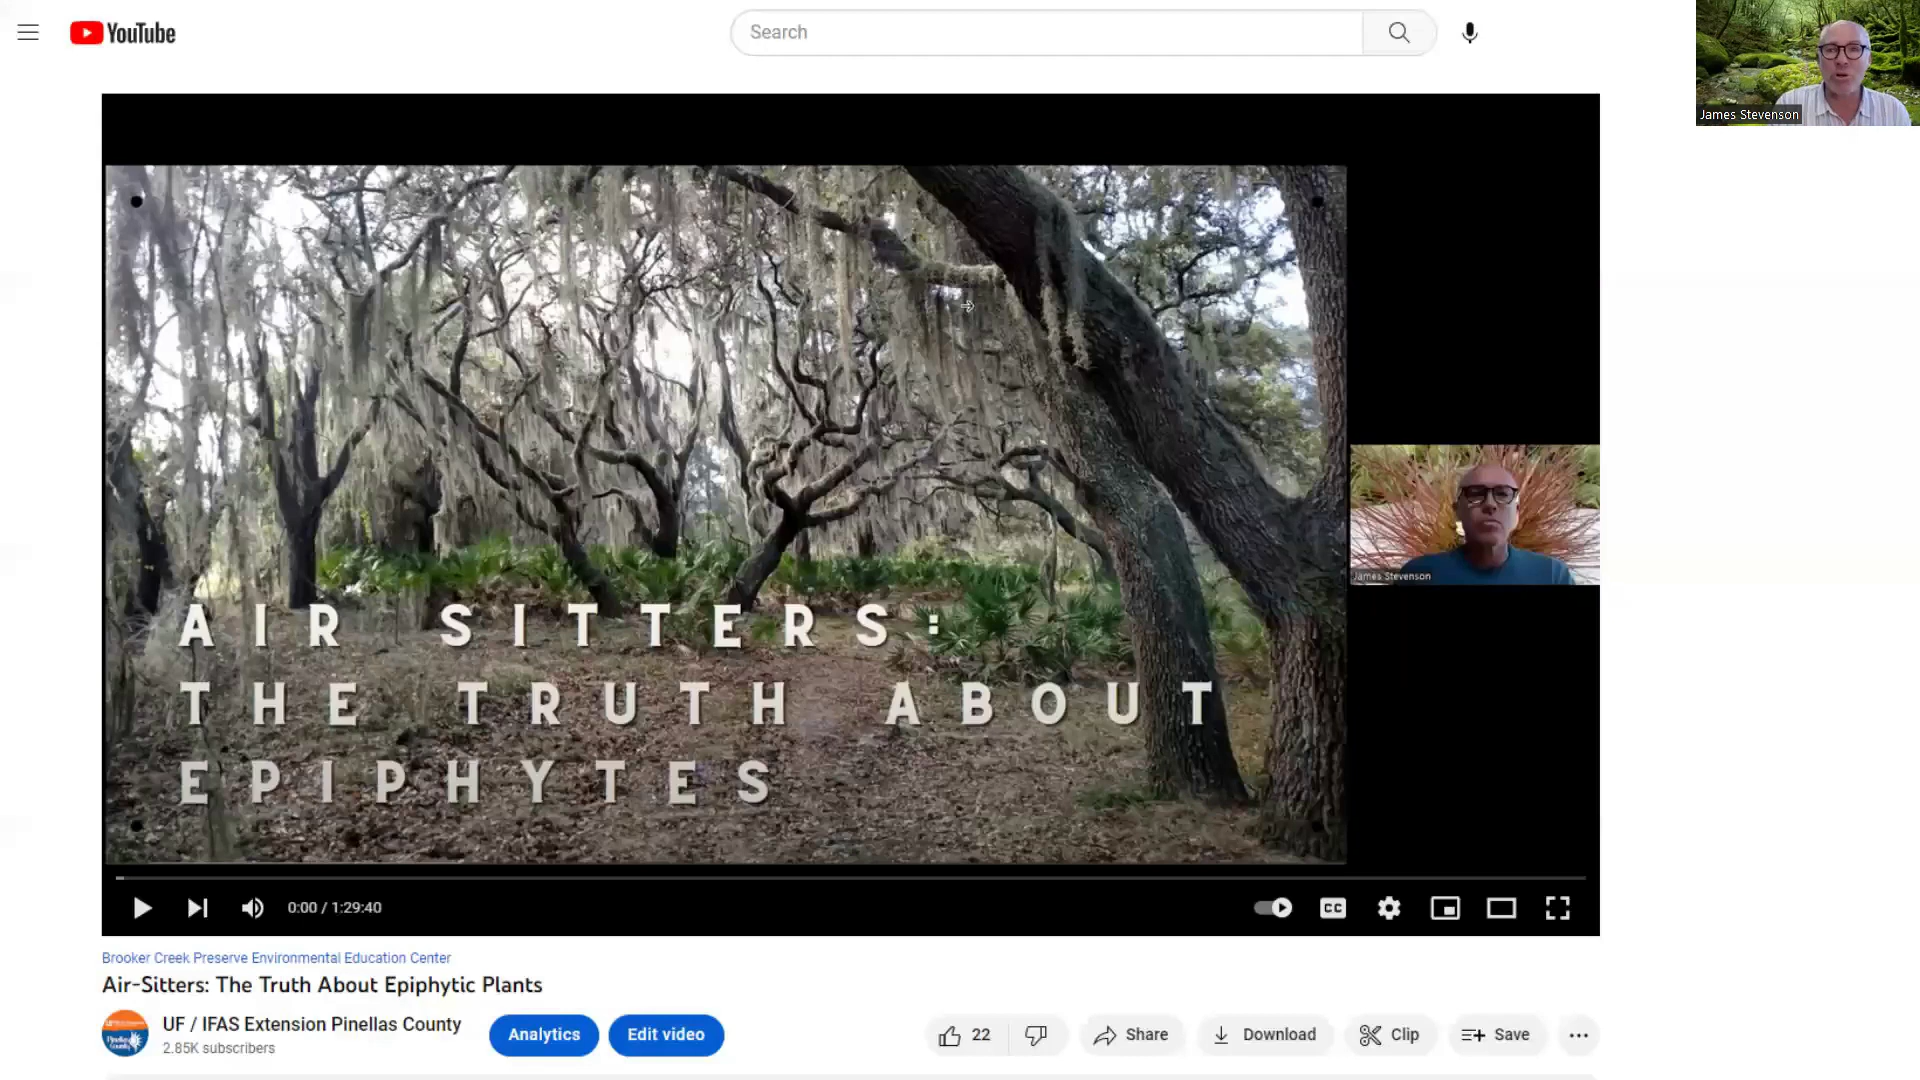 YouTube
Search
James Stevenson
AIR SITTERS:
THE TRUTH ABOUT
EPIPHYTES
James Stevenson
0:00 / 1:29:40
CC
Brooker Creek Preserve Environmental Education Center
Air-Sitters: The Truth About Epiphytic Plants
UF / IFAS Extension Pinellas County
2.85K subscribers
Analytics
Edit video
22
Share
Download
Clip
Save